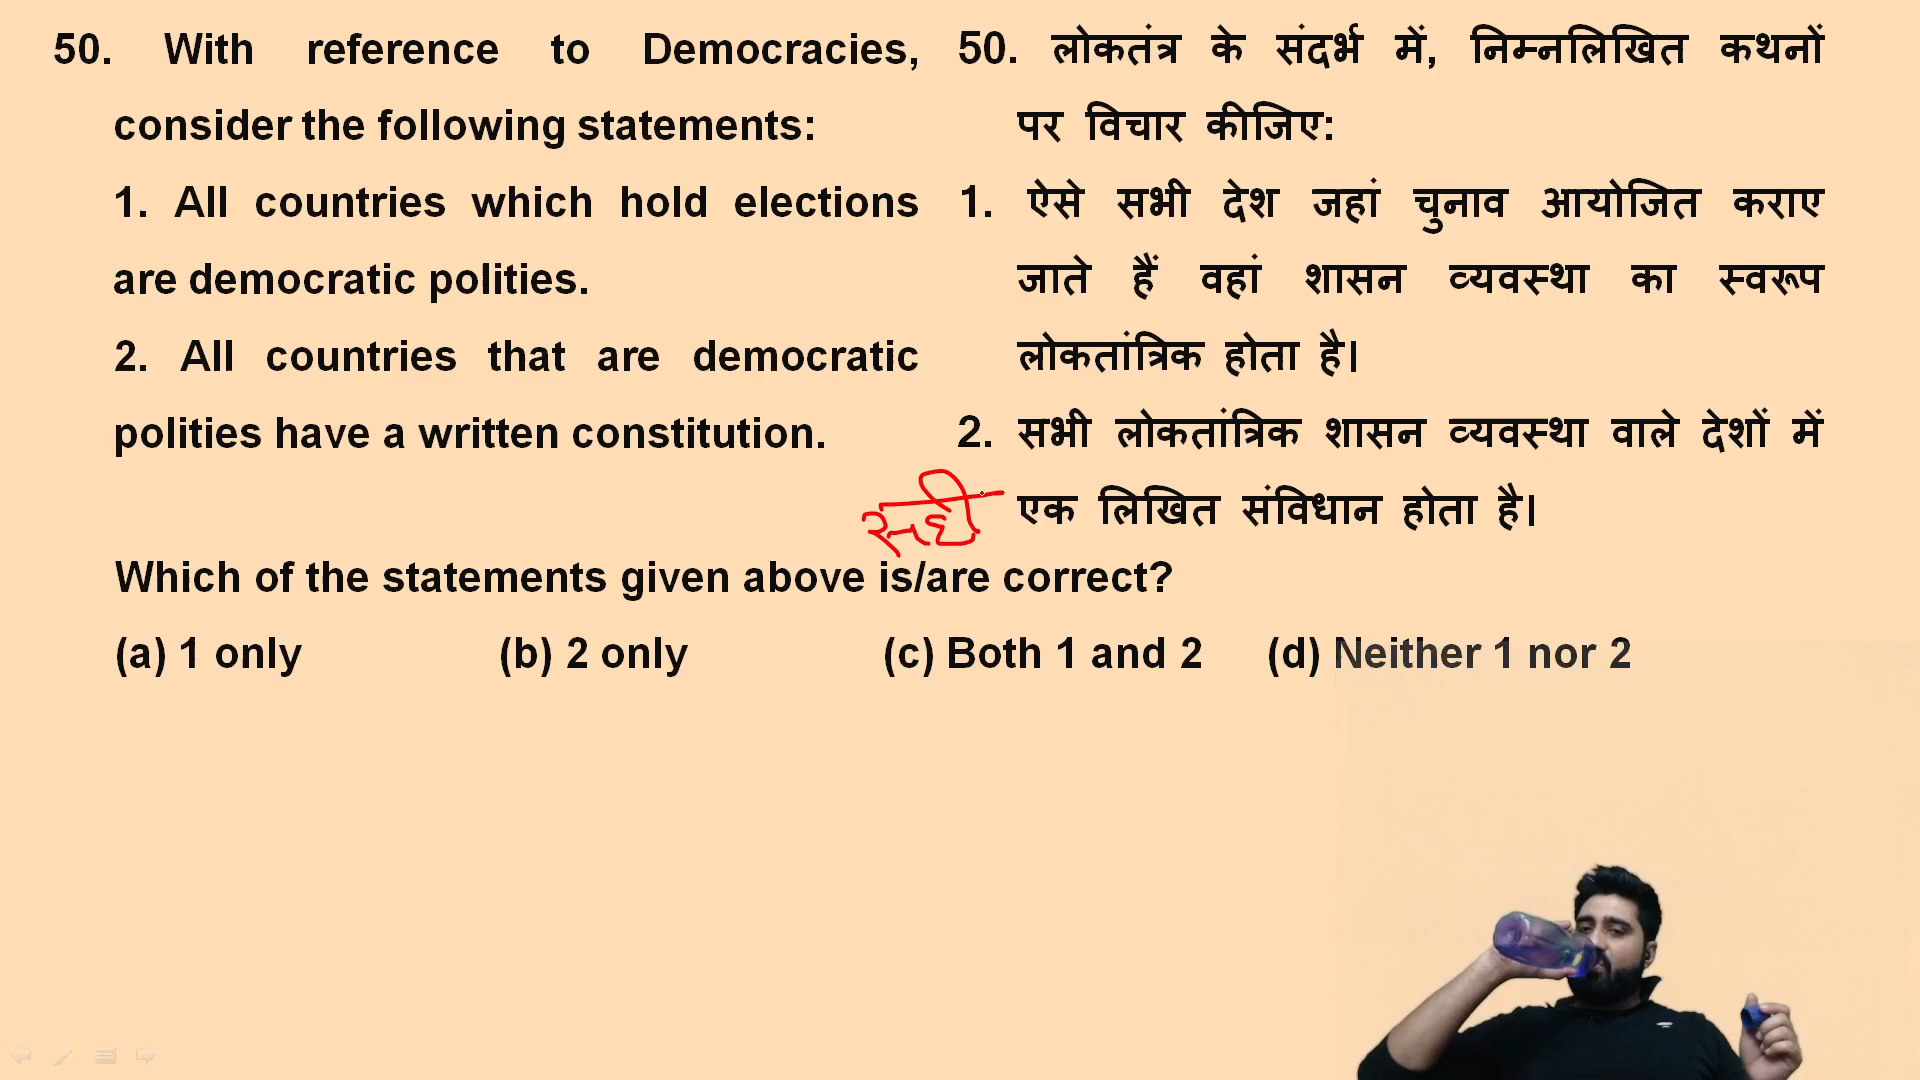 50. With reference to Democracies,
consider the following statements:
1. All countries which hold elections
are democratic polities.
2. All countries that are democratic
polities have a written constitution.
50. लोकतंत्र के संदर्भ में, निम्नलिखित कथनों
पर विचार कीजिए:
1. ऐसे सभी देश जहां चुनाव आयोजित कराए
जाते हैं वहां शासन व्यवस्था का स्वरूप
लोकतांत्रिक होता है।
2. सभी लोकतांत्रिक शासन व्यवस्था वाले देशों में
एक लिखित संविधान होता है।
सही
Which of the statements given above is/are correct?
(a) 1 only (b) 2 only (c) Both 1 and 2 (d) Neither 1 nor 2